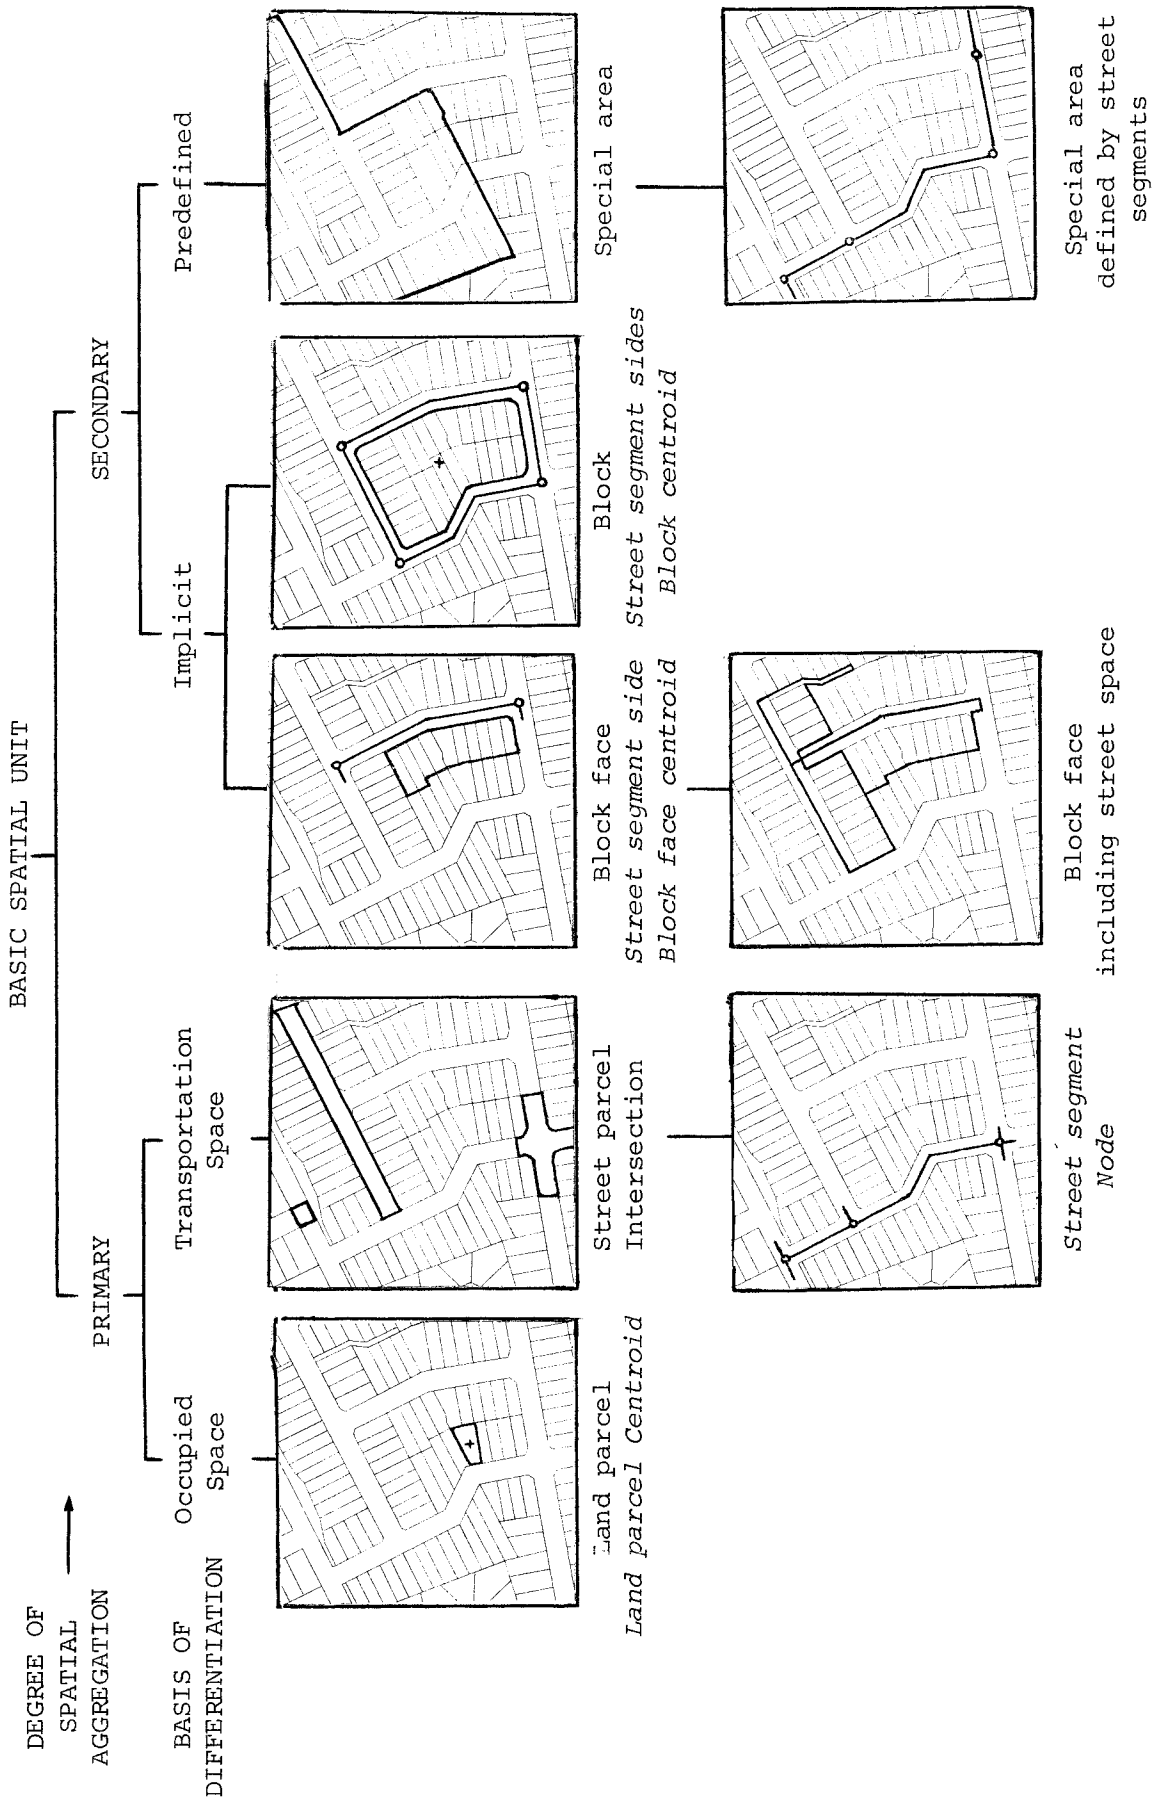 BASIC SPATIAL UNIT
DEGREE OF
SPATIAL
AGGREGATION
PRIMARY
SECONDARY
BASIS OF
DIFFERENTIATION
Occupied
Space
Transportation
Space
Implicit
Predefined
Land parcel
Land parcel Centroid
Street parcel
Intersection
Block face
Street segment side
Block face centroid
Block
Street segment sides
Block centroid
Special area
Street segment
Node
Block face
including street space
Special area
defined by street
segments